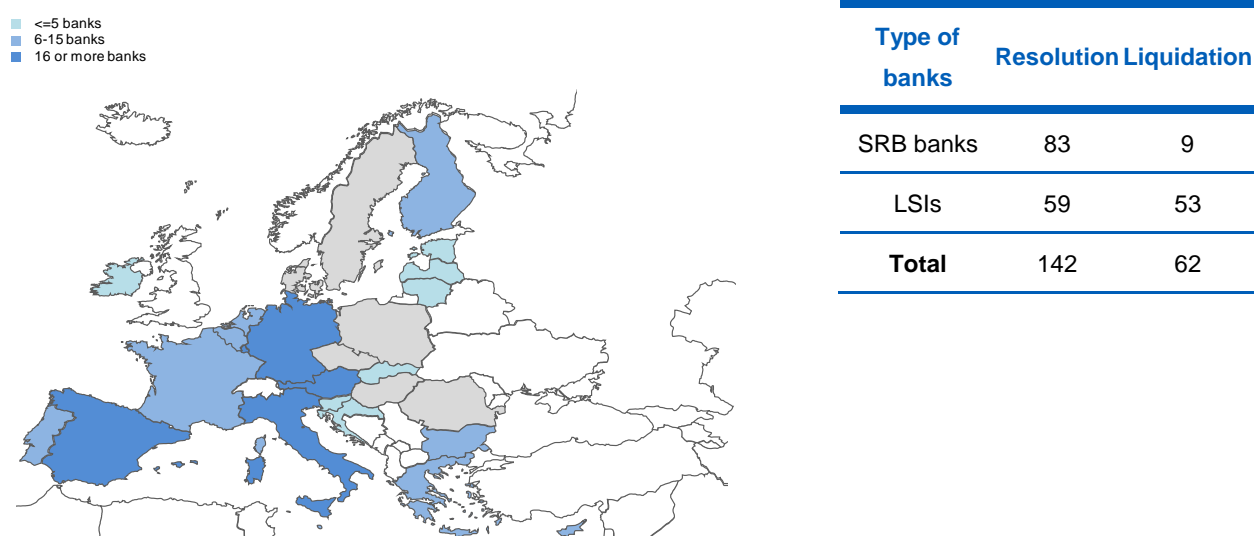 <=5 banks
6-15 banks
16 or more banks
Type of banks Resolution Liquidation
SRB banks 83 9
LSIs 59 53
Total 142 62